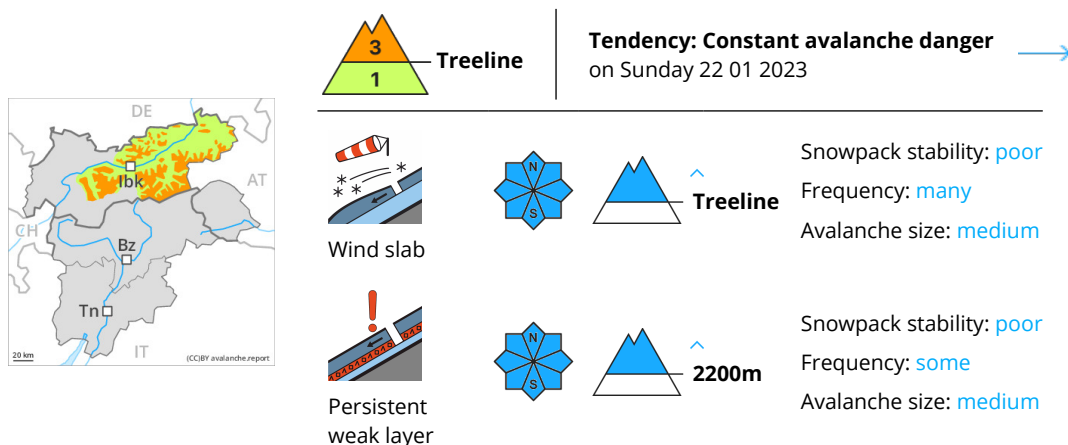 3
1
Treeline
Tendency: Constant avalanche danger
on Sunday 22 01 2023
DE
AT
CH
IT
Ibk
Bz
Tn
20 km
(CC)BY avalanche.report
Wind slab
N
S
Treeline
Snowpack stability: poor
Frequency: many
Avalanche size: medium
Persistent
weak layer
N
S
2200m
Snowpack stability: poor
Frequency: some
Avalanche size: medium